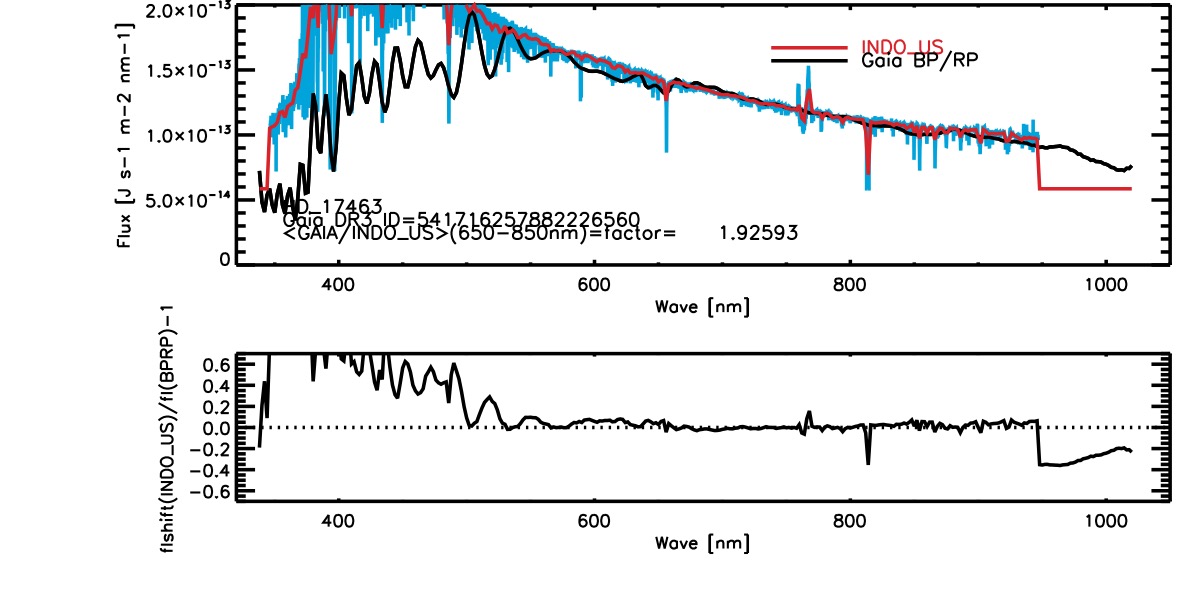 2.0×10−13
1.5×10−13
1.0×10−13
5.0×10−14
0
Flux [J s−1 m−2 nm−1]
INDO_US
Gaia BP/RP
_17463
Gaia DR3 ID=541716257882226560
<GAIA/INDO_US>(650−850nm)=factor= 1.92593
400 600 800 1000
Wave [nm]
0.6
0.4
0.2
0.0
−0.2
−0.4
−0.6
flshift(INDO_US)/fl(BPRP)−1
400 600 800 1000
Wave [nm]